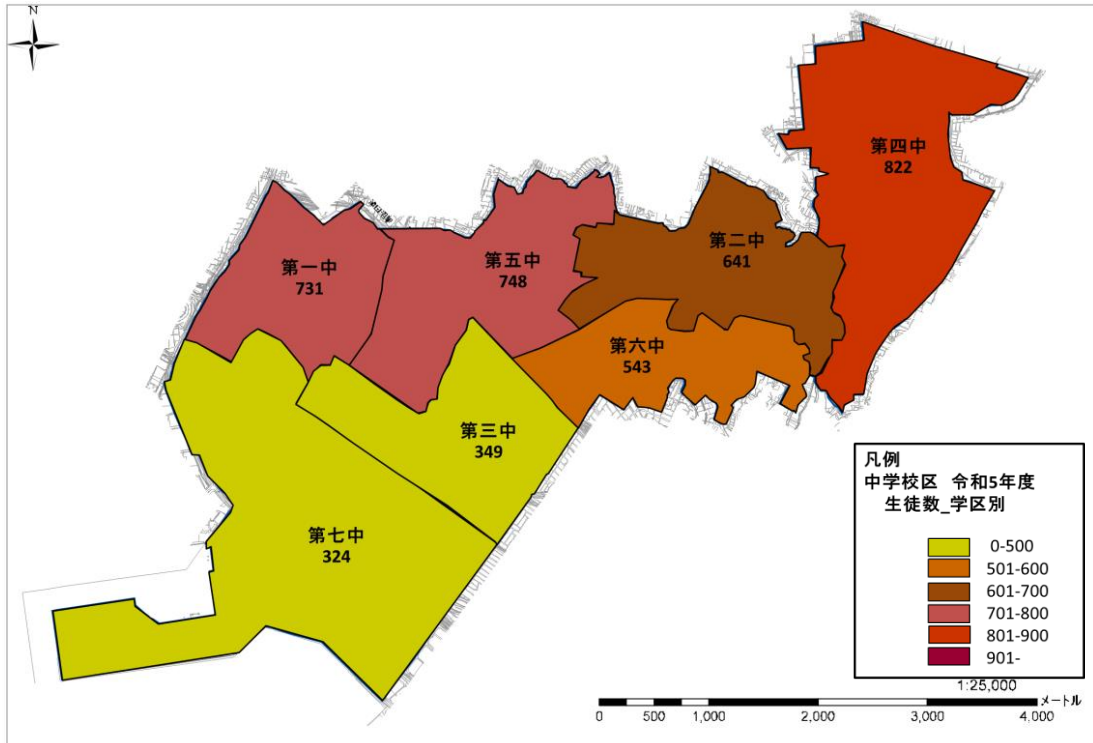 N
第四中
822
第二中
641
第五中
748
第一中
731
第六中
543
第三中
349
第七中
324
凡例
中学校区 令和5年度
生徒数_学区別
0-500
501-600
601-700
701-800
801-900
901-
1:25,000
メートル
0 500 1,000 2,000 3,000 4,000